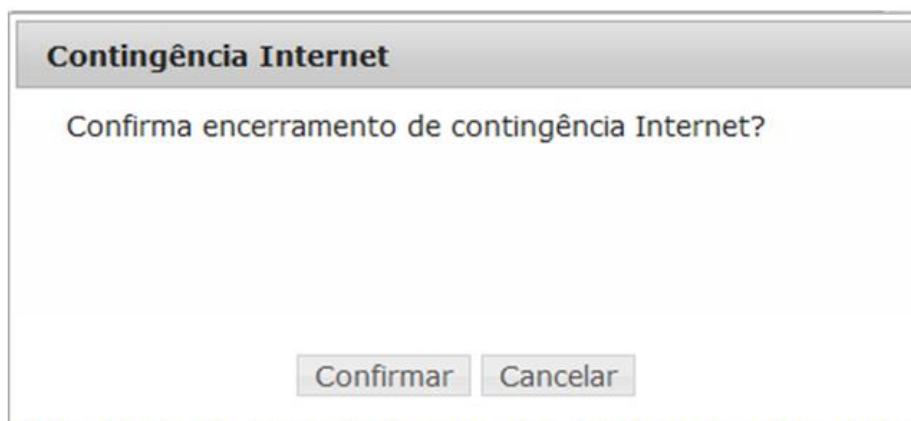 Contingência Internet
Confirma encerramento de contingência Internet?
Confirmar Cancelar